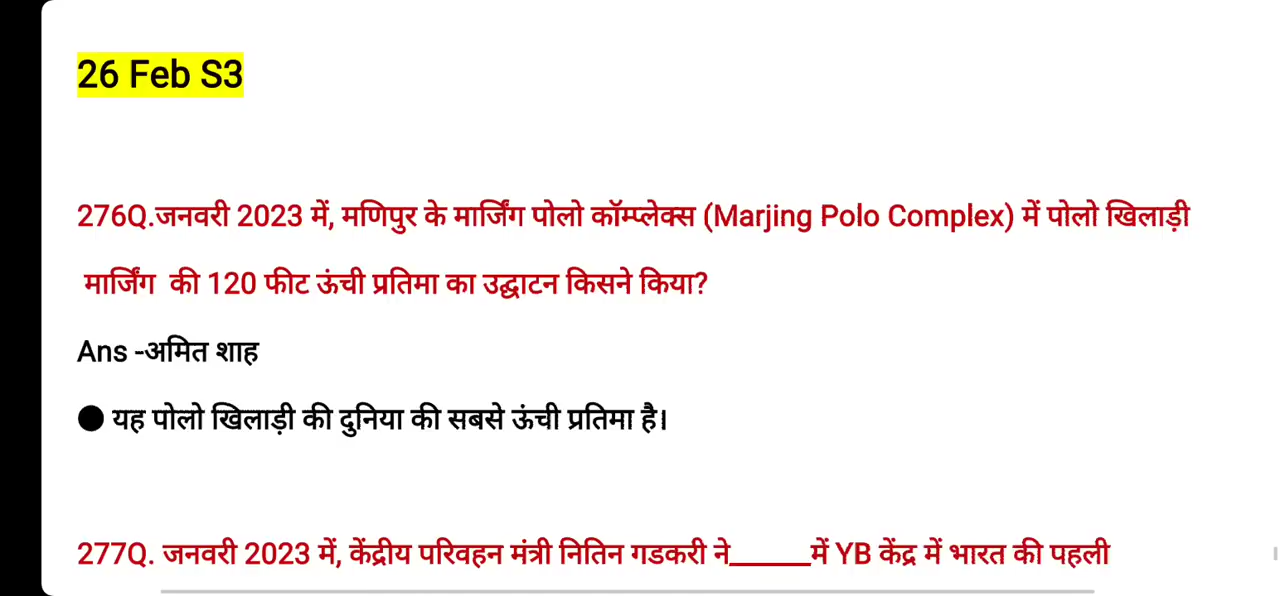 26 Feb S3
276Q.जनवरी 2023 में, मणिपुर के मार्जिंग पोलो कॉम्प्लेक्स (Marjing Polo Complex) में पोलो खिलाड़ी
मार्जिंग की 120 फीट ऊंची प्रतिमा का उद्घाटन किसने किया?
Ans -अमित शाह
● यह पोलो खिलाड़ी की दुनिया की सबसे ऊंची प्रतिमा है।
277Q. जनवरी 2023 में, केंद्रीय परिवहन मंत्री नितिन गडकरी ने______में YB केंद्र में भारत की पहली